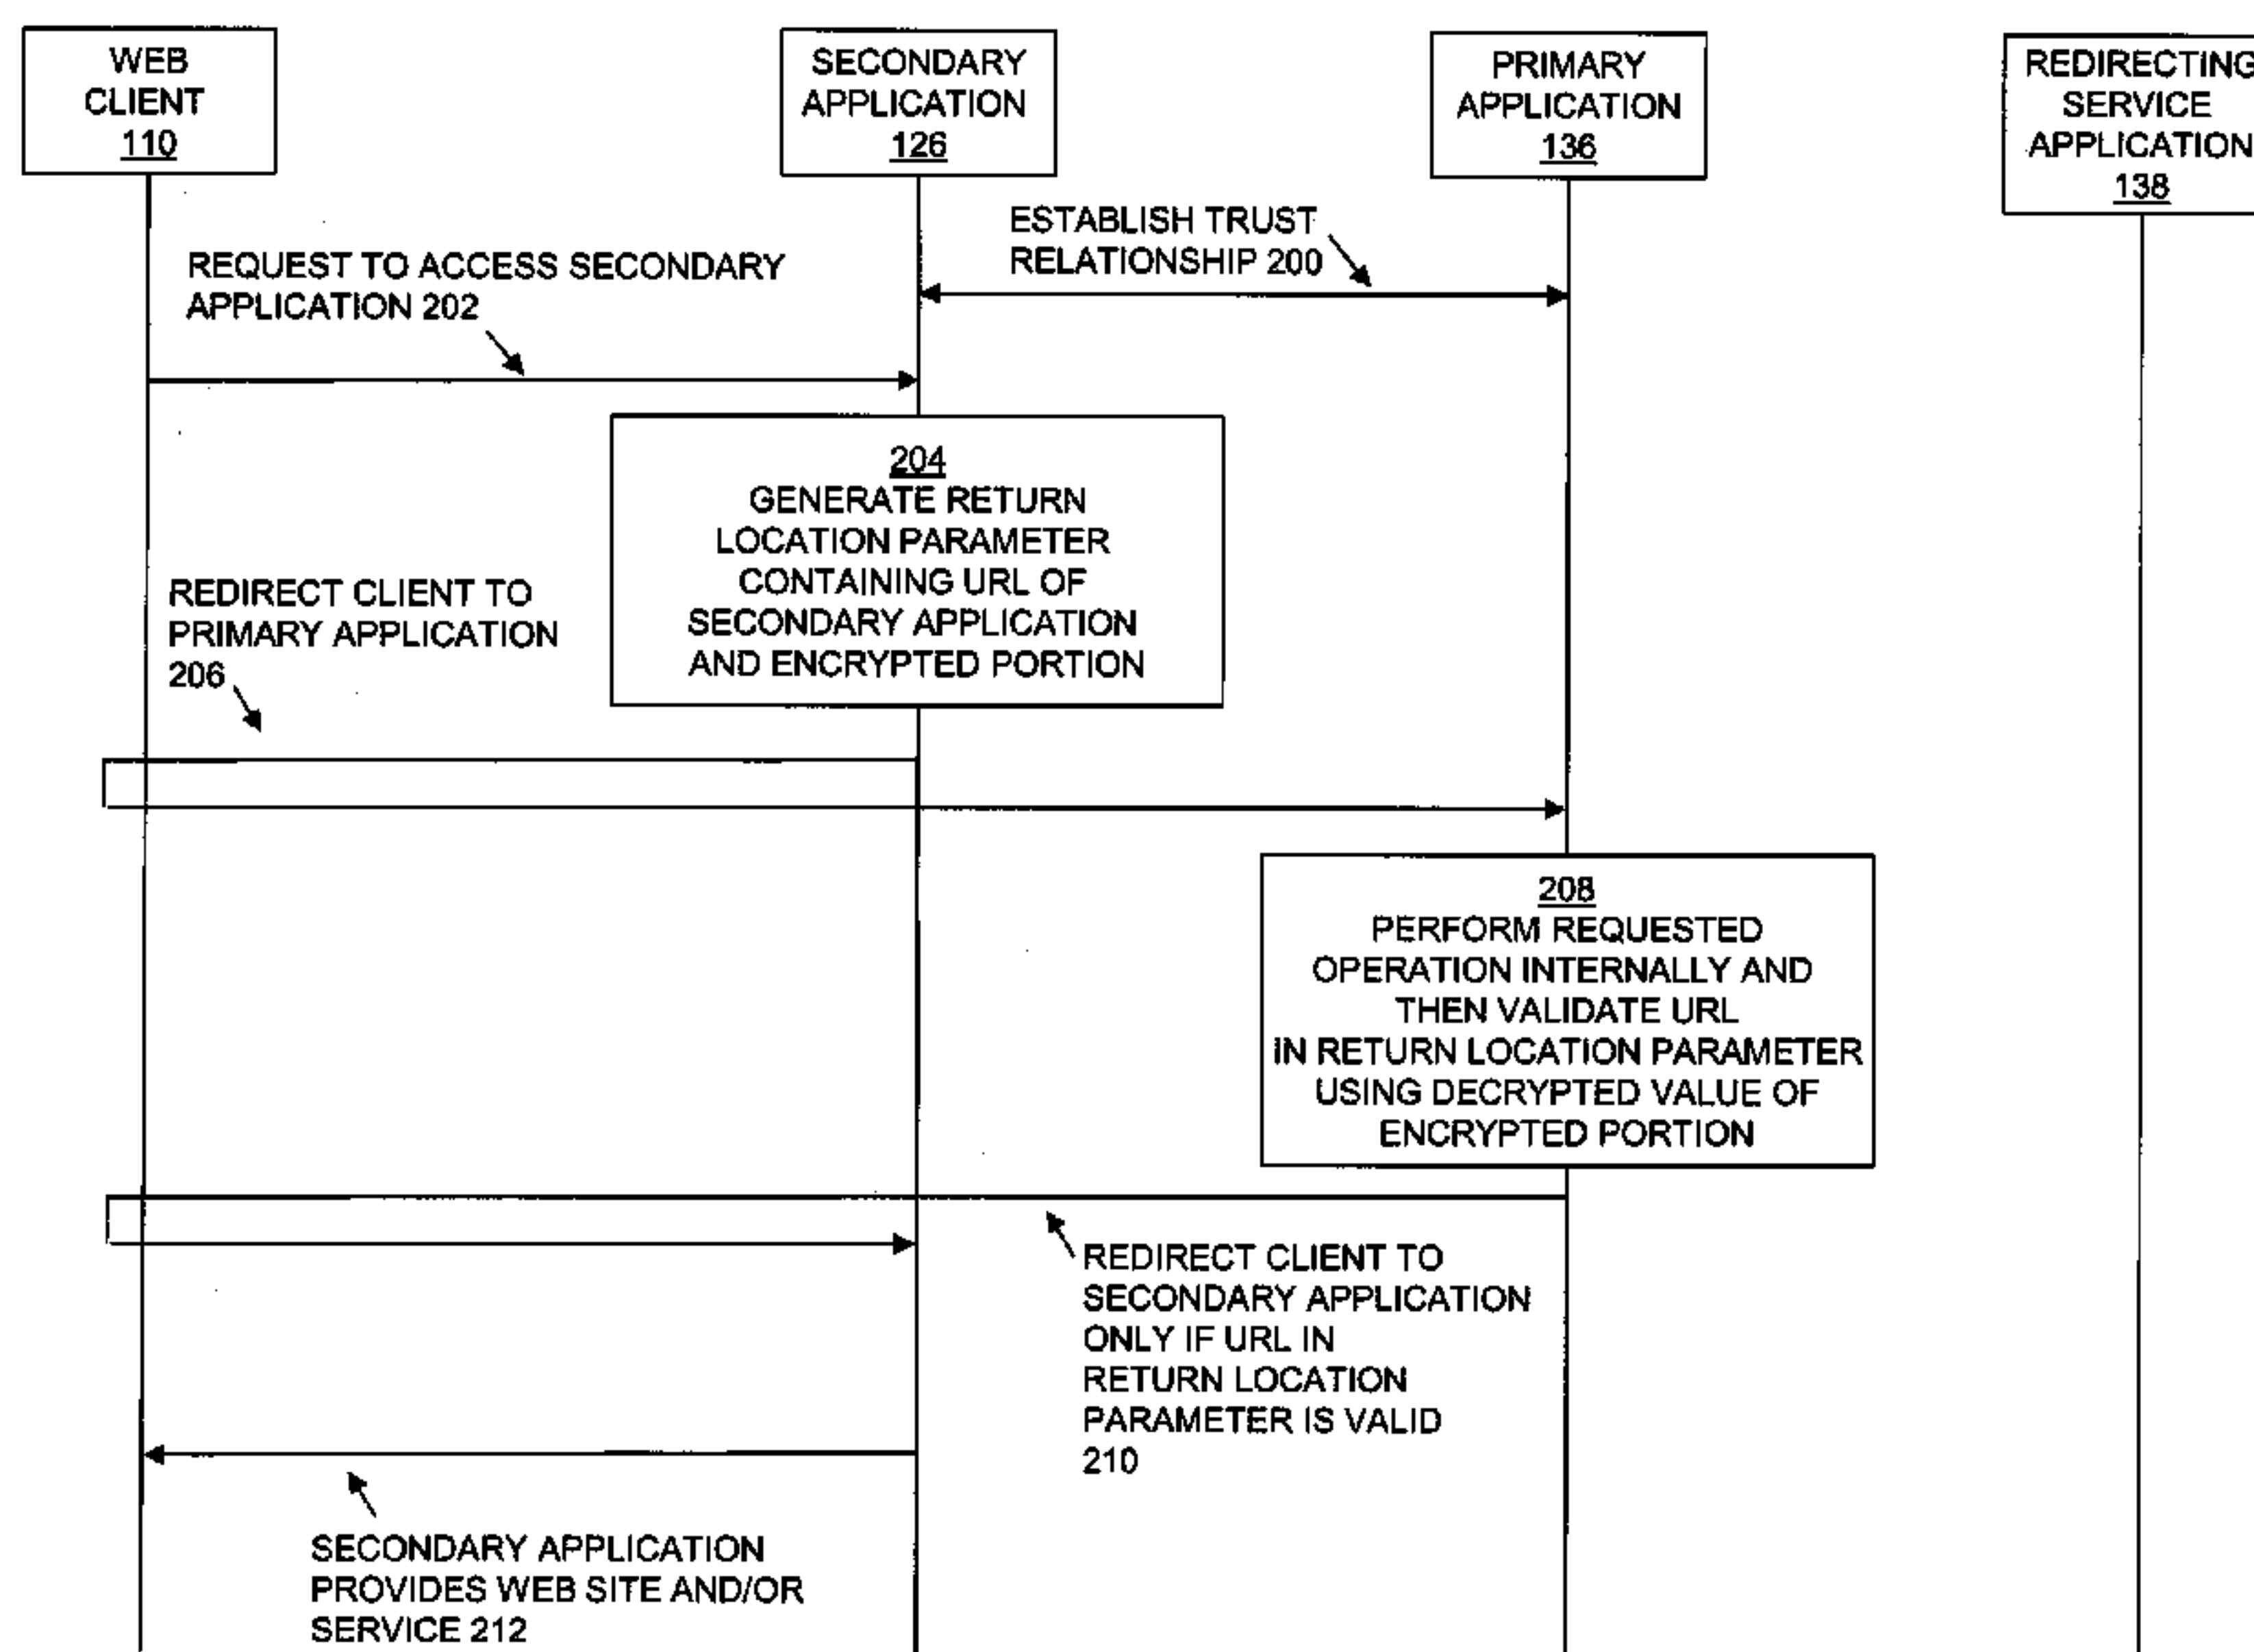 WEB
CLIENT
110
SECONDARY
APPLICATION
126
PRIMARY
APPLICATION
136
REDIRECTING
SERVICE
APPLICATION
138
ESTABLISH TRUST
RELATIONSHIP 200
REQUEST TO ACCESS SECONDARY
APPLICATION 202
204
GENERATE RETURN
LOCATION PARAMETER
CONTAINING URL OF
SECONDARY APPLICATION
AND ENCRYPTED PORTION
REDIRECT CLIENT TO
PRIMARY APPLICATION
206
208
PERFORM REQUESTED
OPERATION INTERNALLY AND
THEN VALIDATE URL
IN RETURN LOCATION PARAMETER
USING DECRYPTED VALUE OF
ENCRYPTED PORTION
REDIRECT CLIENT TO
SECONDARY APPLICATION
ONLY IF URL IN
RETURN LOCATION
PARAMETER IS VALID
210
SECONDARY APPLICATION
PROVIDES WEB SITE AND/OR
SERVICE 212